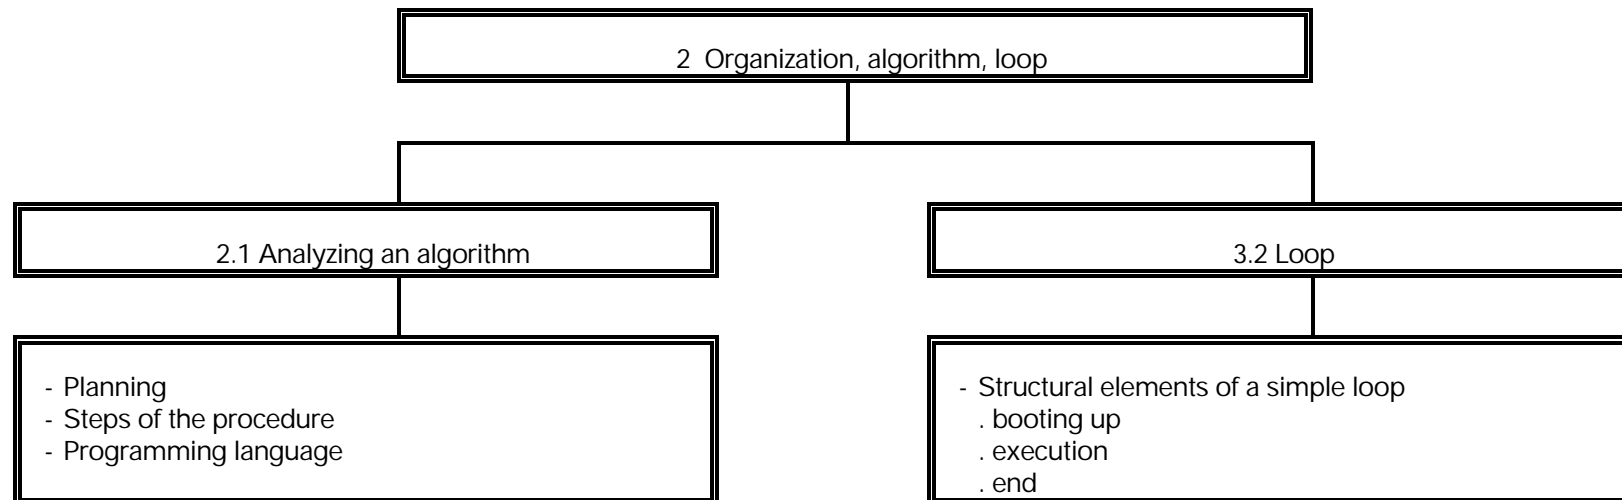 2 Organization, algorithm, loop
2.1 Analyzing an algorithm
- Planning
- Steps of the procedure
- Programming language
3.2 Loop
- Structural elements of a simple loop
. booting up
. execution
. end